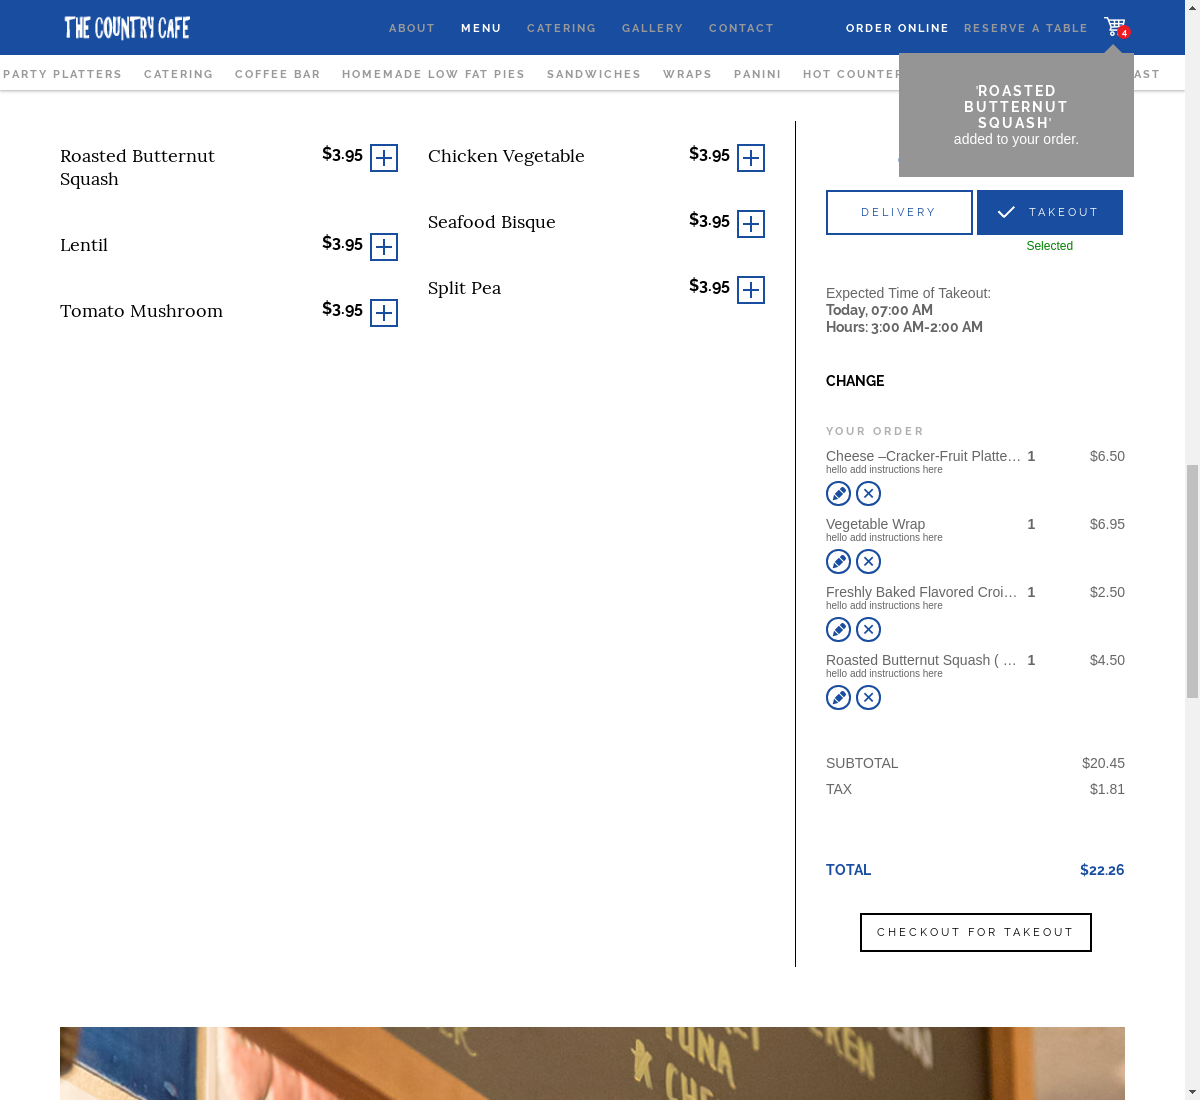 THE COUNTRY CAFE
ABOUT
MENU
CATERING
GALLERY
CONTACT
ORDER ONLINE
RESERVE A TABLE
4
PARTY PLATTERS
CATERING
COFFEE BAR
HOMEMADE LOW FAT PIES
SANDWICHES
WRAPS
PANINI
HOT COUNTER
AST
'ROASTED
BUTTERNUT
SQUASH'
added to your order.
Roasted Butternut
Squash
$3.95
Lentil
$3.95
Tomato Mushroom
$3.95
Chicken Vegetable
$3.95
Seafood Bisque
$3.95
Split Pea
$3.95
DELIVERY
TAKEOUT
Selected
Expected Time of Takeout:
Today, 07:00 AM
Hours: 3:00 AM-2:00 AM
CHANGE
YOUR ORDER
Cheese –Cracker-Fruit Platte… 1 $6.50
hello add instructions here
Vegetable Wrap 1 $6.95
hello add instructions here
Freshly Baked Flavored Croi… 1 $2.50
hello add instructions here
Roasted Butternut Squash ( … 1 $4.50
hello add instructions here
SUBTOTAL $20.45
TAX $1.81
TOTAL $22.26
CHECKOUT FOR TAKEOUT
TUNA